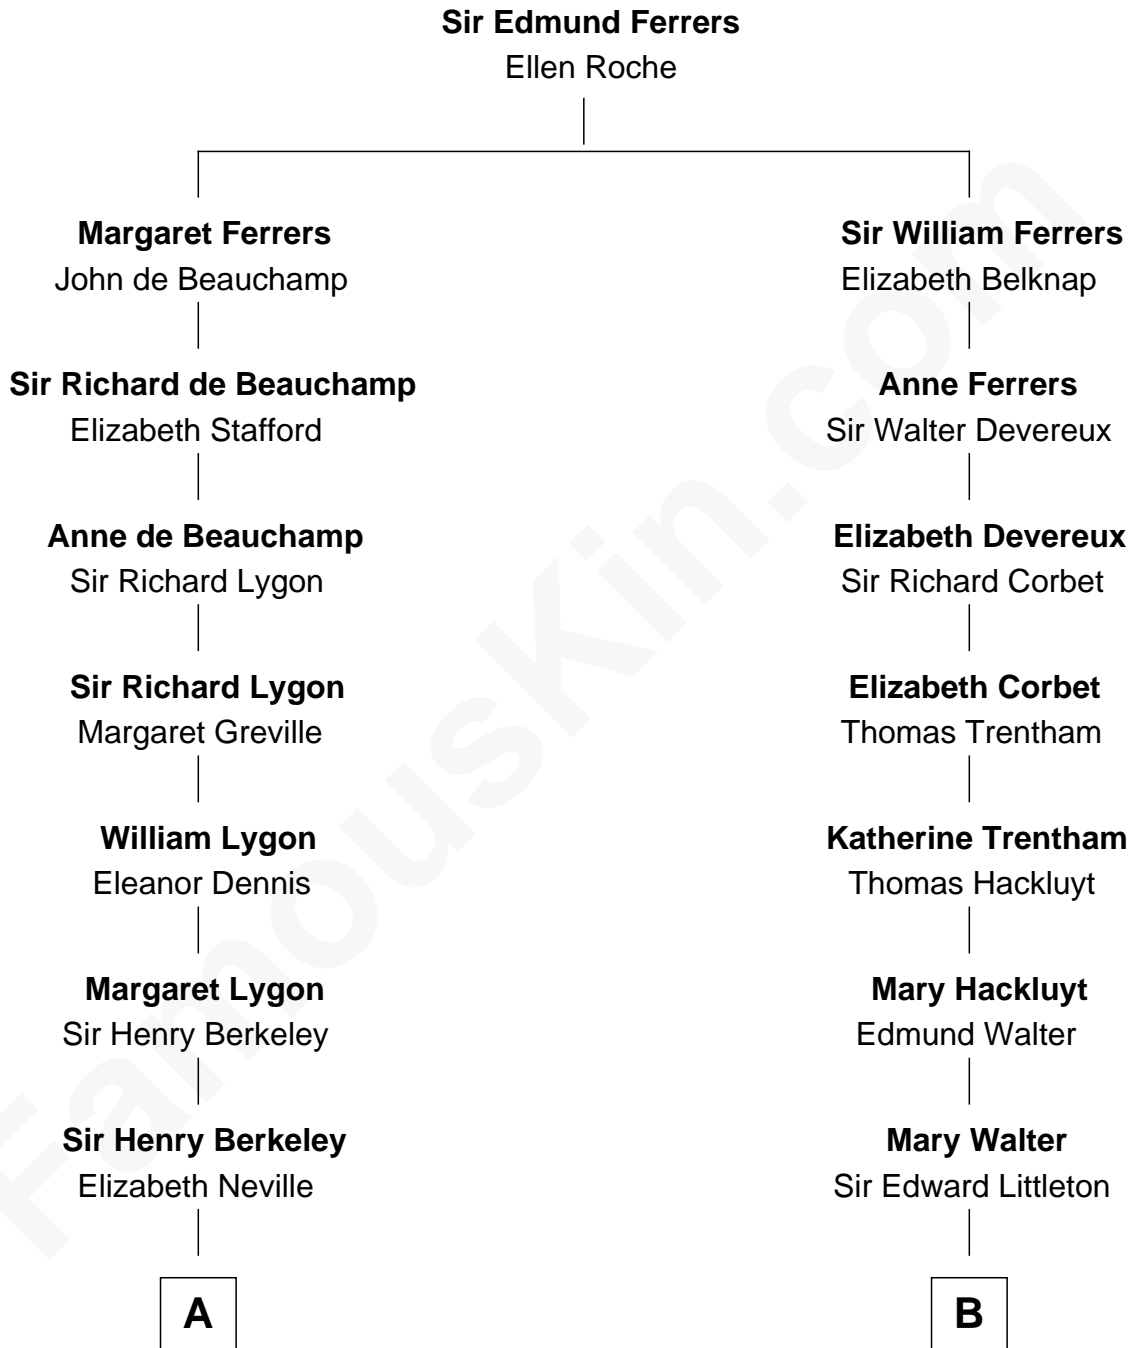 Sir Edmund Ferrers
Ellen Roche
Margaret Ferrers
John de Beauchamp
Sir Richard de Beauchamp
Elizabeth Stafford
Anne de Beauchamp
Sir Richard Lygon
Sir Richard Lygon
Margaret Greville
William Lygon
Eleanor Dennis
Margaret Lygon
Sir Henry Berkeley
Sir Henry Berkeley
Elizabeth Neville
A
Sir William Ferrers
Elizabeth Belknap
Anne Ferrers
Sir Walter Devereux
Elizabeth Devereux
Sir Richard Corbet
Elizabeth Corbet
Thomas Trentham
Katherine Trentham
Thomas Hackluyt
Mary Hackluyt
Edmund Walter
Mary Walter
Sir Edward Littleton
B
FamousKin.com